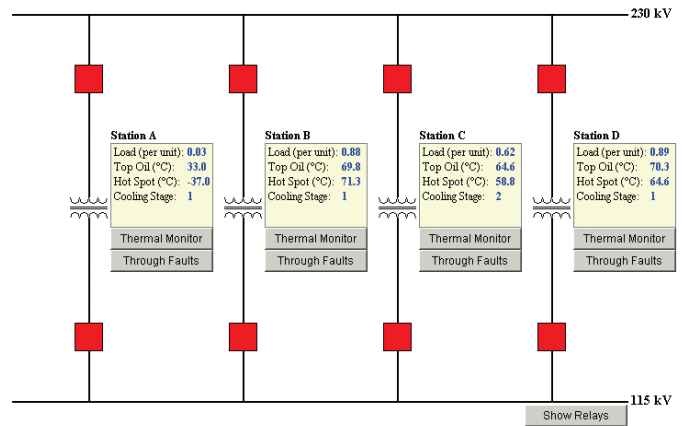 230 kV
Station A
Load (per unit): 0.03
Top Oil (°C): 33.0
Hot Spot (°C): -37.0
Cooling Stage: 1
Thermal Monitor
Through Faults
Station B
Load (per unit): 0.88
Top Oil (°C): 69.8
Hot Spot (°C): 71.3
Cooling Stage: 1
Thermal Monitor
Through Faults
Station C
Load (per unit): 0.62
Top Oil (°C): 64.6
Hot Spot (°C): 58.8
Cooling Stage: 2
Thermal Monitor
Through Faults
Station D
Load (per unit): 0.89
Top Oil (°C): 70.3
Hot Spot (°C): 64.6
Cooling Stage: 1
Thermal Monitor
Through Faults
115 kV
Show Relays